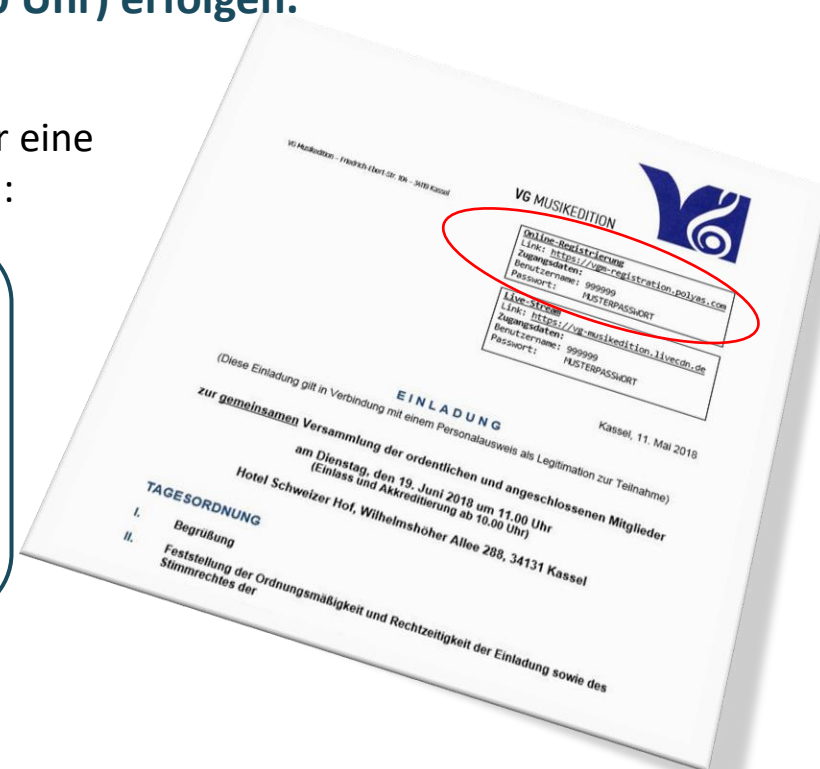 Uhr) erfolgen.
r eine
:
VG Musikedition – Friedrich-Ebert-Str. 104 – 34119 Kassel
VG MUSIKEDITION
Online-Registrierung
Link: https://vgm-registration.polyas.com
Zugangsdaten:
Benutzername: 999999
Passwort: MUSTERPASSWORT
Live-Stream
Link: https://vg-musikedition.livecdn.de
Zugangsdaten:
Benutzername: 999999
Passwort: MUSTERPASSWORT
Kassel, 11. Mai 2018
EINLADUNG
(Diese Einladung gilt in Verbindung mit einem Personalausweis als Legitimation zur Teilnahme)
zur gemeinsamen Versammlung der ordentlichen und angeschlossenen Mitglieder
am Dienstag, den 19. Juni 2018 um 11.00 Uhr
(Einlass und Akkreditierung ab 10.00 Uhr)
Hotel Schweizer Hof, Wilhelmshöher Allee 288, 34131 Kassel
TAGESORDNUNG
I. Begrüßung
II. Feststellung der Ordnungsmäßigkeit und Rechtzeitigkeit der Einladung sowie des
Stimmrechtes der